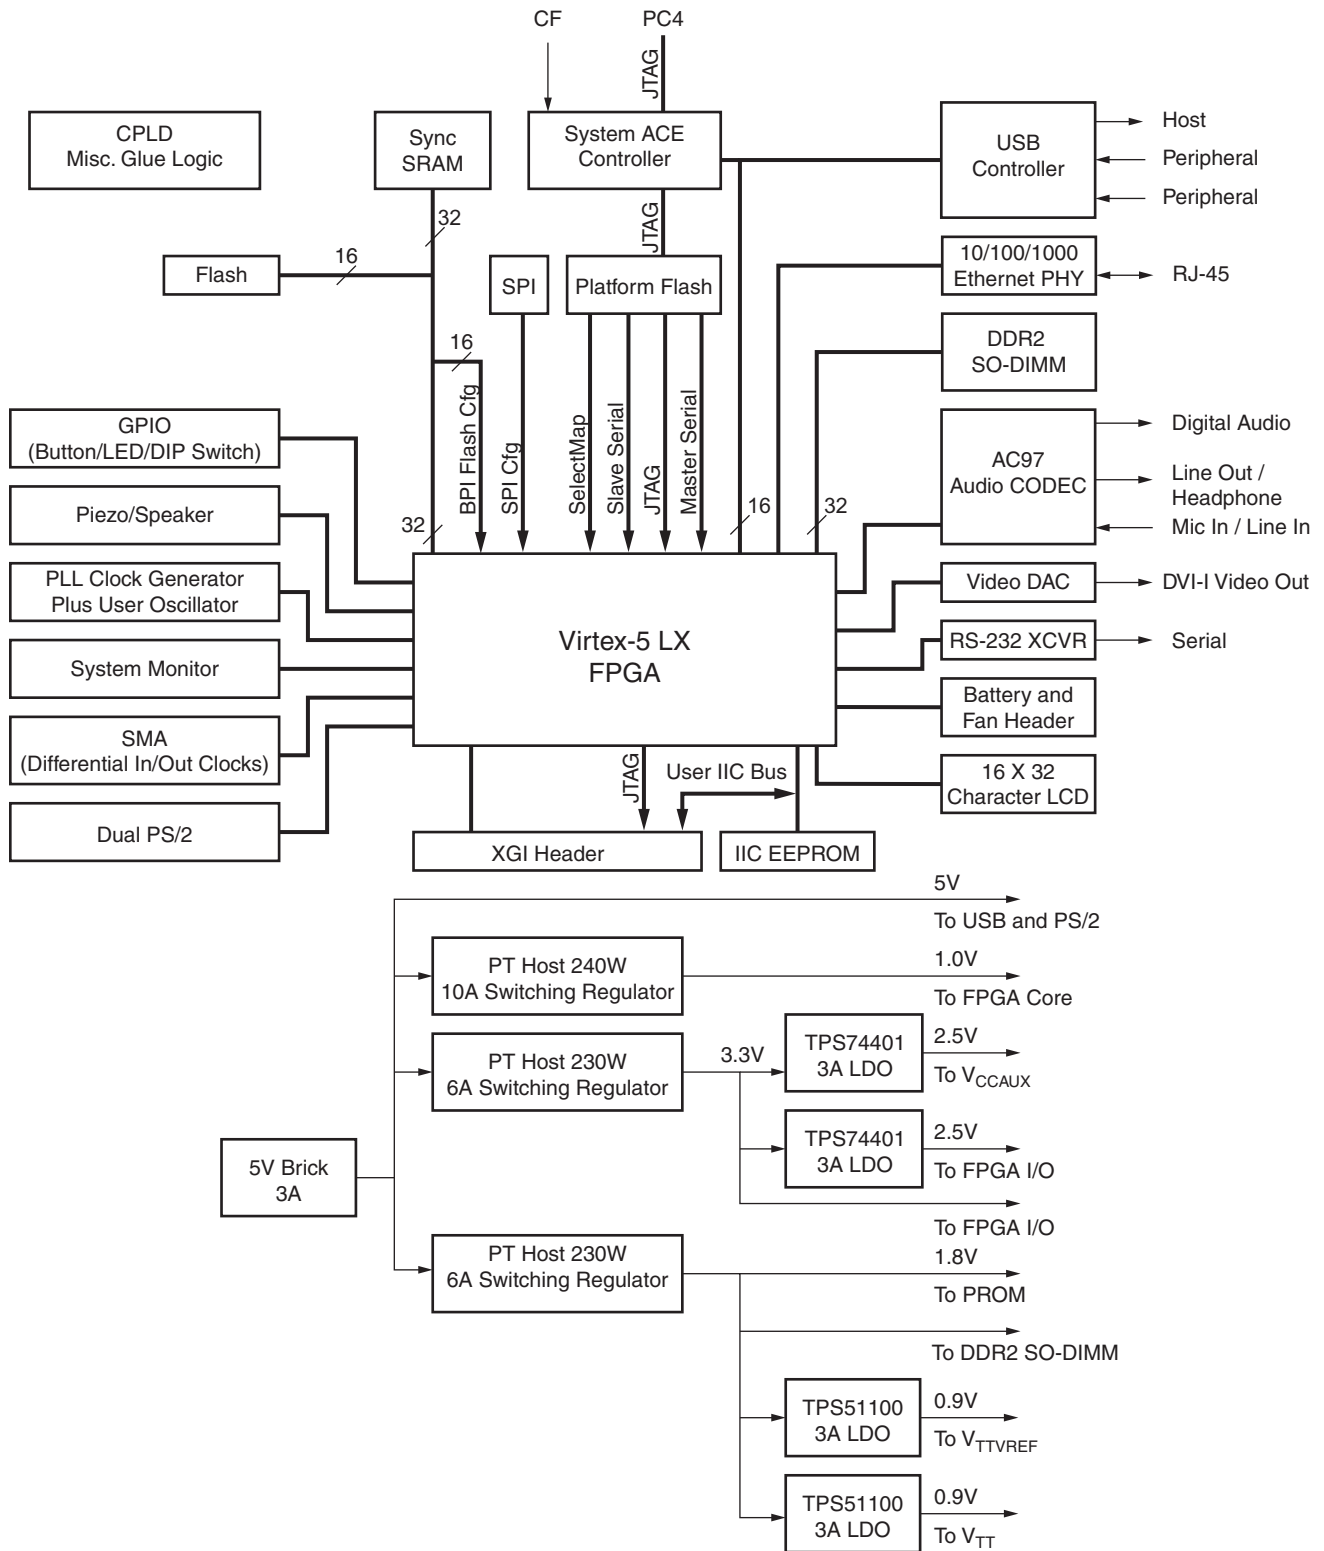 CF
PC4
JTAG
CPLD
Misc. Glue Logic
Sync
SRAM
System ACE
Controller
USB
Controller
Host
Peripheral
Peripheral
32
JTAG
16
Flash
SPI
Platform Flash
10/100/1000
Ethernet PHY
RJ-45
DDR2
SO-DIMM
16
BPI Flash Cfg
SPI Cfg
SelectMap
Slave Serial
JTAG
Master Serial
32
16
32
GPIO
(Button/LED/DIP Switch)
AC97
Audio CODEC
Digital Audio
Line Out /
Headphone
Mic In / Line In
Piezo/Speaker
PLL Clock Generator
Plus User Oscillator
Video DAC
DVI-I Video Out
Virtex-5 LX
FPGA
RS-232 XCVR
Serial
System Monitor
Battery and
Fan Header
SMA
(Differential In/Out Clocks)
16 X 32
Character LCD
JTAG
User IIC Bus
Dual PS/2
XGI Header
IIC EEPROM
5V
To USB and PS/2
PT Host 240W
10A Switching Regulator
1.0V
To FPGA Core
PT Host 230W
6A Switching Regulator
3.3V
TPS74401
3A LDO
2.5V
To VCCAUX
TPS74401
3A LDO
2.5V
To FPGA I/O
5V Brick
3A
To FPGA I/O
PT Host 230W
6A Switching Regulator
1.8V
To PROM
To DDR2 SO-DIMM
TPS51100
3A LDO
0.9V
To VTTVREF
TPS51100
3A LDO
0.9V
To VTT